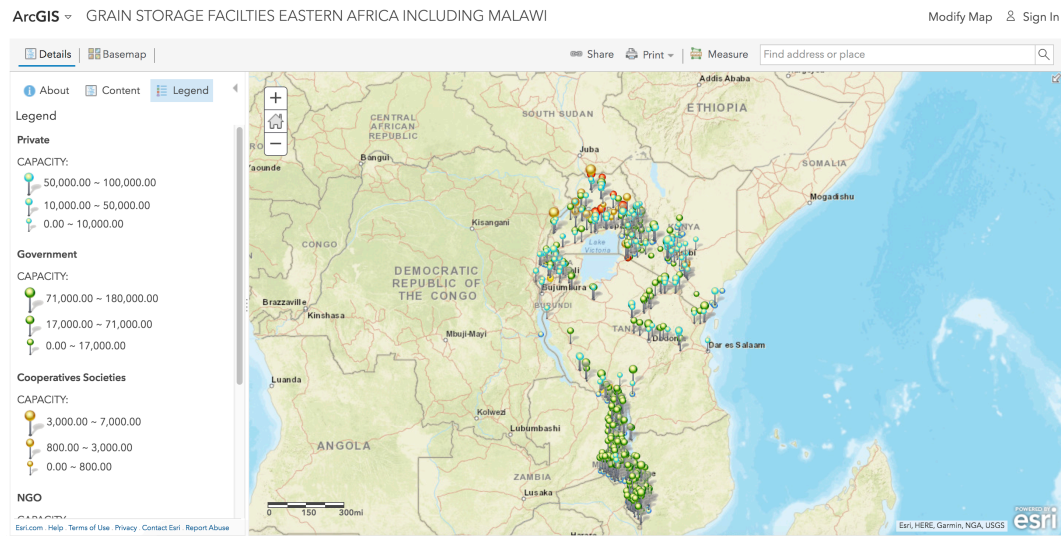 ArcGIS GRAIN STORAGE FACILTIES EASTERN AFRICA INCLUDING MALAWI Modify Map Sign In
Details Basemap Share Print Measure Find address or place
About Content Legend
Legend
Private
CAPACITY:
50,000.00 ~ 100,000.00
10,000.00 ~ 50,000.00
0.00 ~ 10,000.00
Government
CAPACITY:
71,000.00 ~ 180,000.00
17,000.00 ~ 71,000.00
0.00 ~ 17,000.00
Cooperatives Societies
CAPACITY:
3,000.00 ~ 7,000.00
800.00 ~ 3,000.00
0.00 ~ 800.00
NGO
CAPACITY:
Esri.com Help Terms of Use Privacy Contact Esri Report Abuse
+
−
Addis Ababa
ETHIOPIA
SOUTH SUDAN
CENTRAL
AFRICAN
REPUBLIC
Juba
Bangui
Yaounde
SOMALIA
Mogadishu
Kisangani
NYA
Lake
Victoria
CONGO
DEMOCRATIC
REPUBLIC OF
THE CONGO
Bujumbura
BURUNDI
Brazzaville
Kinshasa
Mbuji-Mayi
TAN
Dodom
Dar es Salaam
Luanda
Kolwezi
Lubumbashi
ANGOLA
ZAMBIA
Lusaka
Harare
0 150 300mi
Esri, HERE, Garmin, NGA, USGS
POWERED BY
esri